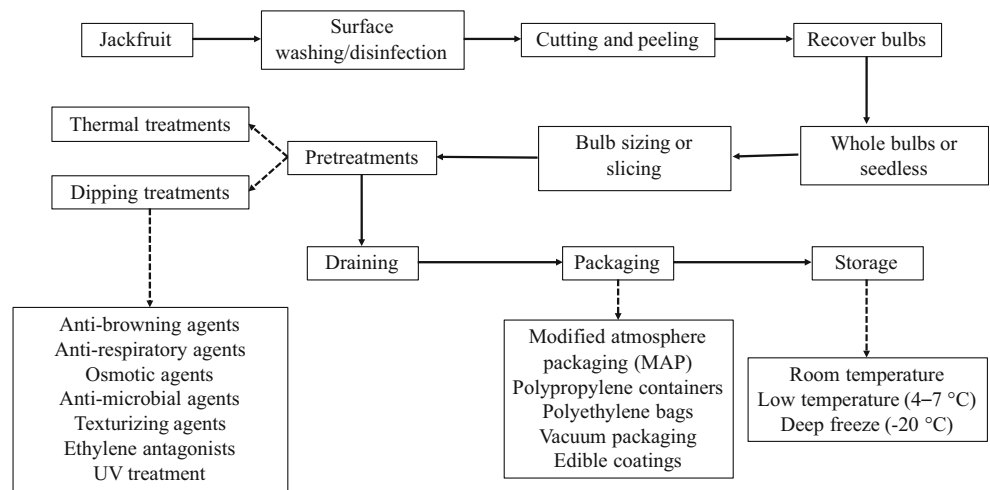 Jackfruit
Surface
washing/disinfection
Cutting and peeling
Recover bulbs
Whole bulbs or
seedless
Bulb sizing or
slicing
Pretreatments
Thermal treatments
Dipping treatments
Draining
Packaging
Storage
Anti-browning agents
Anti-respiratory agents
Osmotic agents
Anti-microbial agents
Texturizing agents
Ethylene antagonists
UV treatment
Modified atmosphere
packaging (MAP)
Polypropylene containers
Polyethylene bags
Vacuum packaging
Edible coatings
Room temperature
Low temperature (4–7 °C)
Deep freeze (-20 °C)